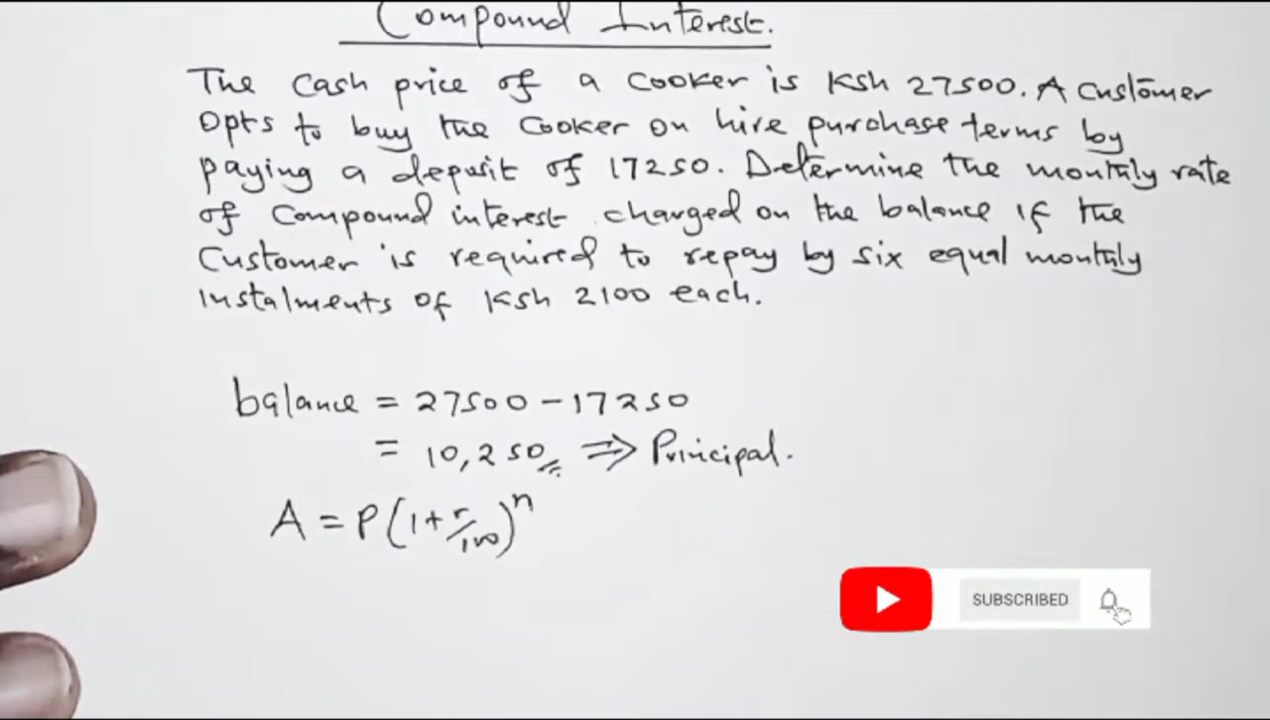 Compound Interest.
The cash price of a cooker is Ksh 27500. A customer
opts to buy the cooker on hire purchase terms by
paying a deposit of 17250. Determine the monthly rate
of compound interest charged on the balance if the
customer is required to repay by six equal monthly
instalments of Ksh 2100 each.
balance = 27500 - 17250
= 10,250 ⇒ Principal.
A = P(1 + r/100)^n
SUBSCRIBED